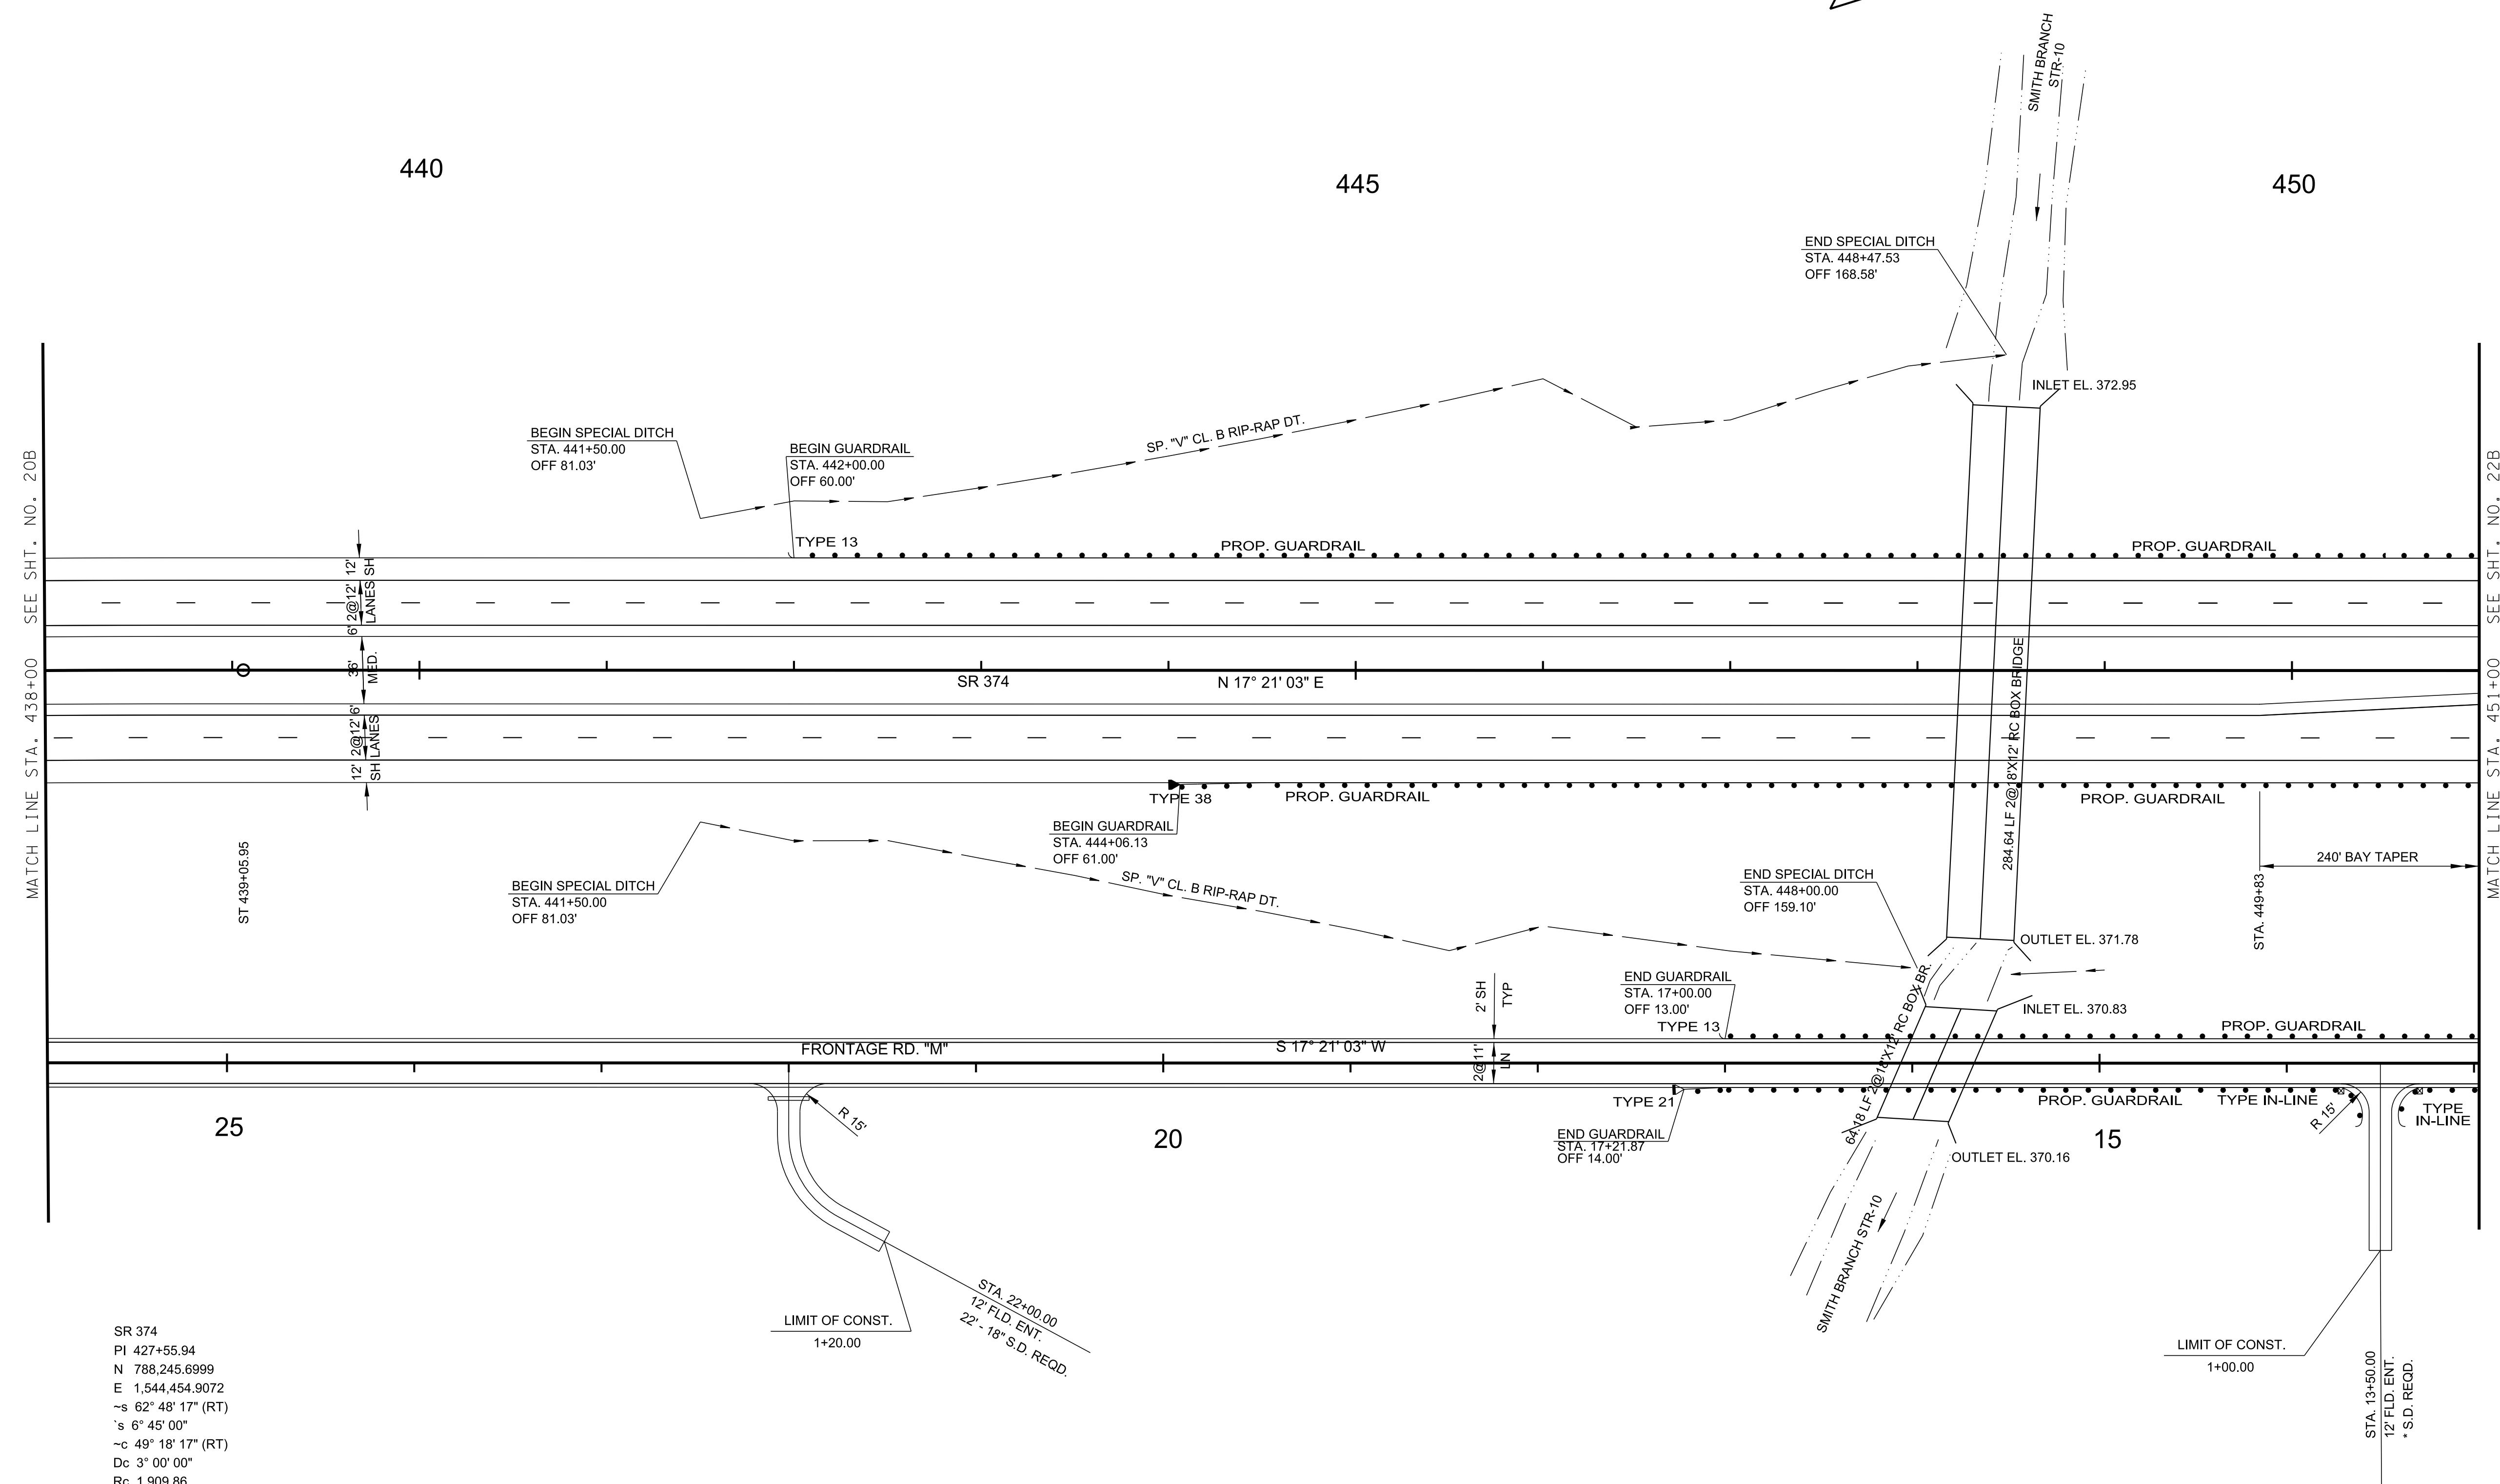 SMITH BRANCH
STR-10
440
445
450
END SPECIAL DITCH
STA. 448+47.53
OFF 168.58'
INLET EL. 372.95
BEGIN SPECIAL DITCH
STA. 441+50.00
OFF 81.03'
BEGIN GUARDRAIL
STA. 442+00.00
OFF 60.00'
SP. "V" CL. B RIP-RAP DT.
TYPE 13
PROP. GUARDRAIL
PROP. GUARDRAIL
MATCH LINE STA. 438+00 SEE SHT. NO. 20B
MATCH LINE STA. 451+00 SEE SHT. NO. 22B
12'
SH
2@12'
LANES
6'
36'
MED.
6'
2@12'
LANES
12'
SH
SR 374
N 17° 21' 03" E
284.64 LF 2@18'X12' RC BOX BRIDGE
TYPE 38
PROP. GUARDRAIL
PROP. GUARDRAIL
BEGIN GUARDRAIL
STA. 444+06.13
OFF 61.00'
240' BAY TAPER
STA. 449+83
ST 439+05.95
BEGIN SPECIAL DITCH
STA. 441+50.00
OFF 81.03'
SP. "V" CL. B RIP-RAP DT.
END SPECIAL DITCH
STA. 448+00.00
OFF 159.10'
OUTLET EL. 371.78
END GUARDRAIL
STA. 17+00.00
OFF 13.00'
TYPE 13
2' SH
TYP
INLET EL. 370.83
PROP. GUARDRAIL
FRONTAGE RD. "M"
S 17° 21' 03" W
2@11'
LN
64.18 LF 2@18'X12' RC BOX BR.
TYPE 21
PROP. GUARDRAIL
TYPE IN-LINE
TYPE
IN-LINE
R 15'
R 15'
25
20
15
END GUARDRAIL
STA. 17+21.87
OFF 14.00'
OUTLET EL. 370.16
SMITH BRANCH STR-10
STA. 22+00.00
12' FLD. ENT.
22' - 18" S.D. REQD.
LIMIT OF CONST.
1+20.00
LIMIT OF CONST.
1+00.00
STA. 13+50.00
12' FLD. ENT.
* S.D. REQD.
SR 374
PI 427+55.94
N 788,245.6999
E 1,544,454.9072
~s 62° 48' 17" (RT)
`s 6° 45' 00"
~c 49° 18' 17" (RT)
Dc 3° 00' 00"
Rc 1,909.86